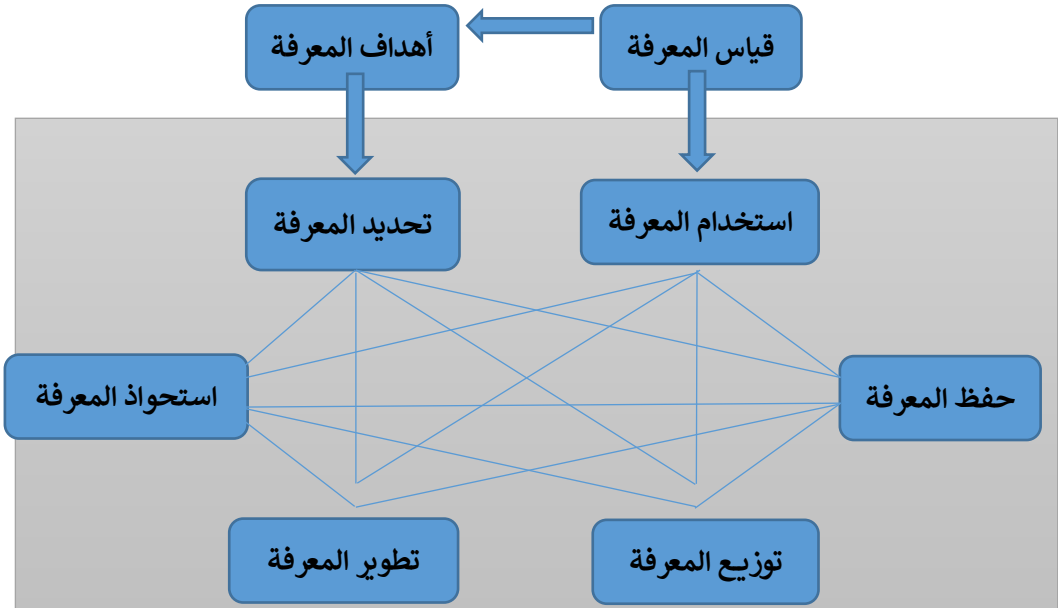 قياس المعرفة
أهداف المعرفة
استخدام المعرفة
تحديد المعرفة
حفظ المعرفة
استحواذ المعرفة
توزيع المعرفة
تطوير المعرفة